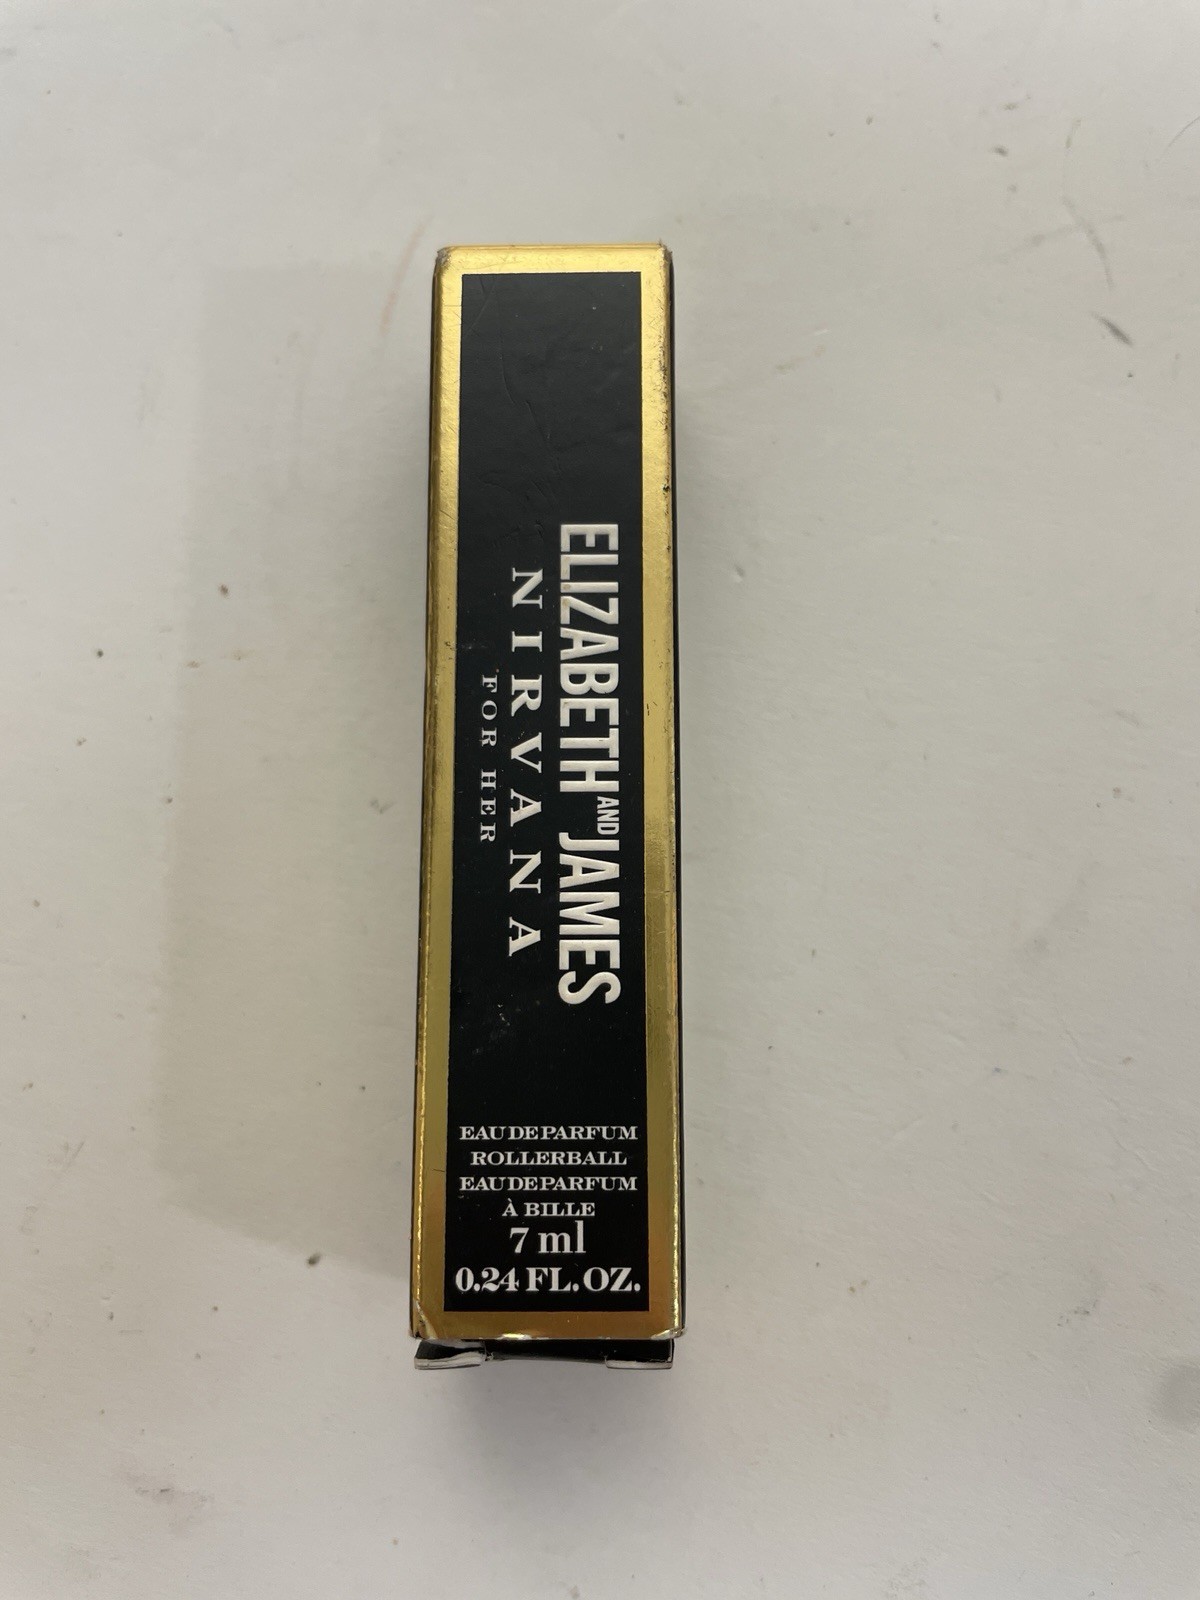 ELIZABETH AND JAMES
NIRVANA
FOR HER
EAU DE PARFUM
ROLLERBALL
EAU DE PARFUM
À BILLE
7 ml
0.24 FL. OZ.